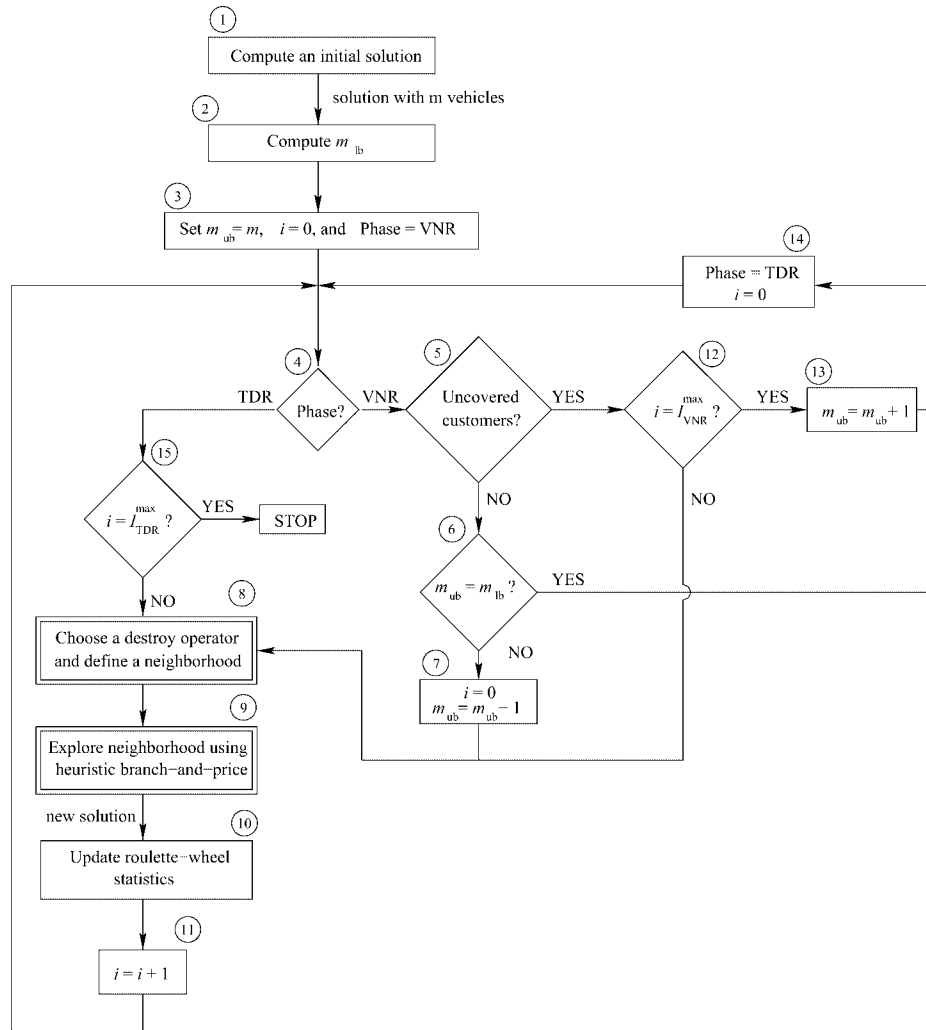 1
Compute an initial solution
solution with m vehicles
2
Compute m lb
3
Set m ub = m, i = 0, and Phase = VNR
14
Phase = TDR
i = 0
4
Phase?
TDR
VNR
5
Uncovered
customers?
YES
NO
12
i = I max VNR ?
YES
NO
13
m ub = m ub + 1
15
i = I max TDR ?
YES
STOP
NO
6
m ub = m lb ?
YES
NO
7
i = 0
m ub = m ub − 1
8
Choose a destroy operator
and define a neighborhood
9
Explore neighborhood using
heuristic branch−and−price
new solution
10
Update roulette−wheel
statistics
11
i = i + 1